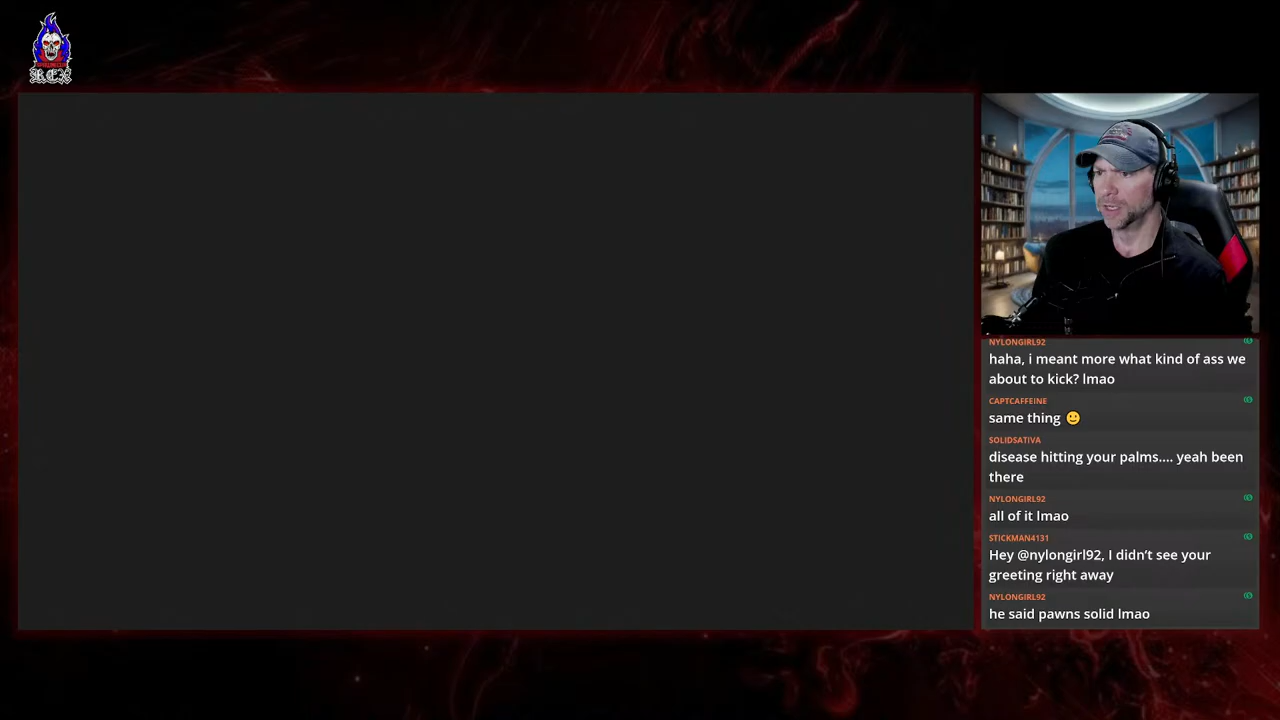 REX
NYLONGIRL92
haha, i meant more what kind of ass we
about to kick? lmao
CAPTCAFFEINE
same thing 🙂
SOLIDSATIVA
disease hitting your palms.... yeah been
there
NYLONGIRL92
all of it lmao
STICKMAN4131
Hey @nylongirl92, I didn't see your
greeting right away
NYLONGIRL92
he said pawns solid lmao